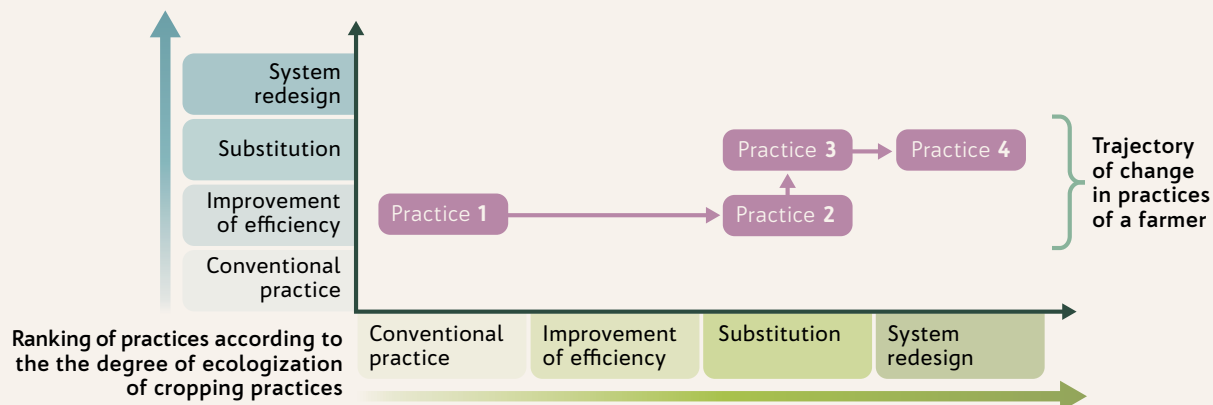 System
redesign
Substitution
Improvement
of efficiency
Conventional
practice
Practice 1
Practice 2
Practice 3
Practice 4
Trajectory
of change
in practices
of a farmer
Ranking of practices according to
the the degree of ecologization
of cropping practices
Conventional
practice
Improvement
of efficiency
Substitution
System
redesign